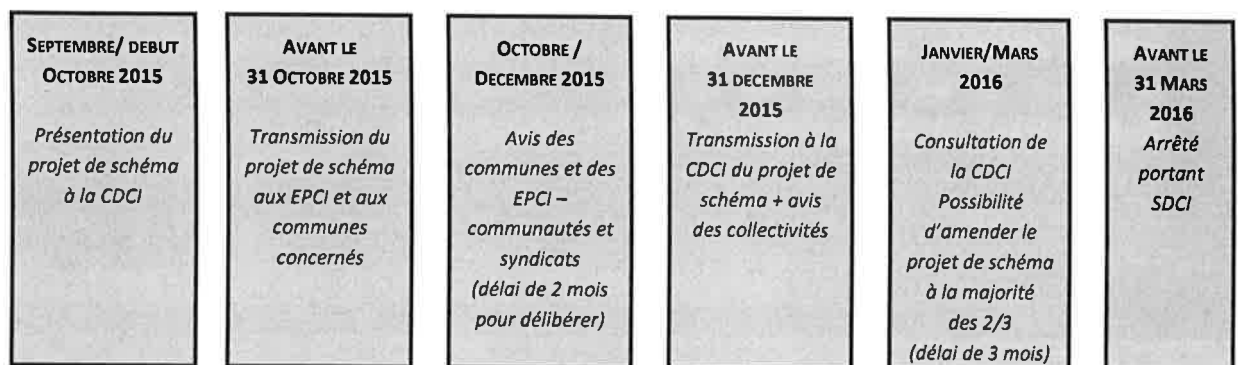 SEPTEMBRE/ DEBUT
OCTOBRE 2015
Présentation du
projet de schéma
à la CDCI
AVANT LE
31 OCTOBRE 2015
Transmission du
projet de schéma
aux EPCI et aux
communes
concernés
OCTOBRE /
DECEMBRE 2015
Avis des
communes et des
EPCI –
communautés et
syndicats
(délai de 2 mois
pour délibérer)
AVANT LE
31 DECEMBRE
2015
Transmission à la
CDCI du projet de
schéma + avis
des collectivités
JANVIER/MARS
2016
Consultation de
la CDCI
Possibilité
d'amender le
projet de schéma
à la majorité
des 2/3
(délai de 3 mois)
AVANT LE
31 MARS
2016
Arrêté
portant
SDCI